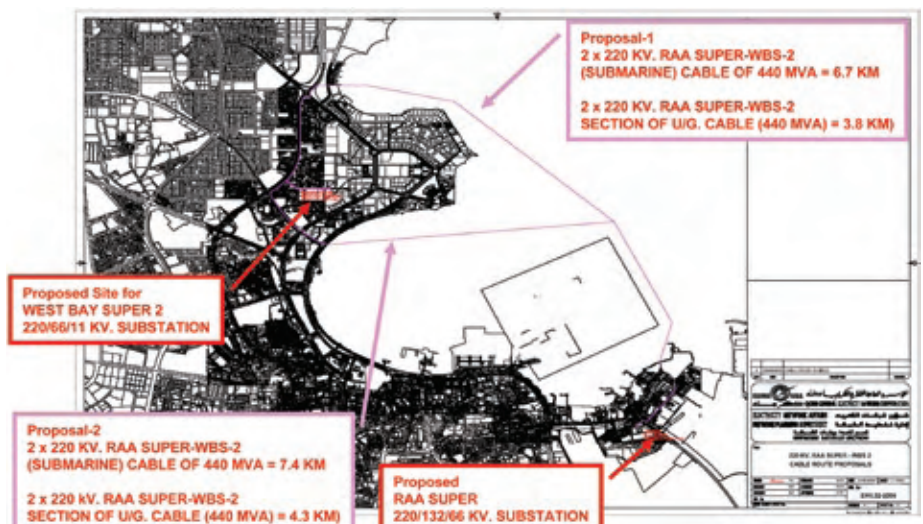 Proposal-1
2 x 220 KV. RAA SUPER-WBS-2
(SUBMARINE) CABLE OF 440 MVA = 6.7 KM
2 x 220 KV. RAA SUPER-WBS-2
SECTION OF U/G. CABLE (440 MVA) = 3.8 KM)
Proposed Site for
WEST BAY SUPER 2
220/66/11 KV. SUBSTATION
Proposal-2
2 x 220 KV. RAA SUPER-WBS-2
(SUBMARINE) CABLE OF 440 MVA = 7.4 KM
2 x 220 kV. RAA SUPER-WBS-2
SECTION OF U/G. CABLE (440 MVA) = 4.3 KM)
Proposed
RAA SUPER
220/132/66 KV. SUBSTATION
220 KV. RAA SUPER - WBS 2
CABLE ROUTE PROPOSALS